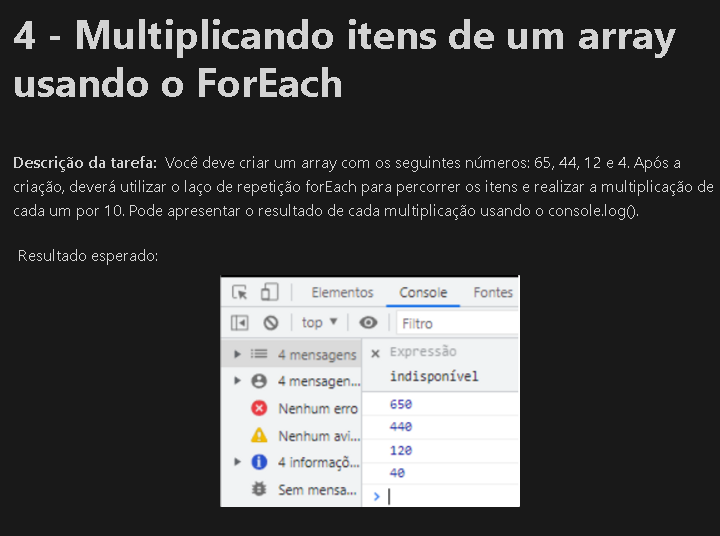 4 - Multiplicando itens de um array
usando o ForEach
Descrição da tarefa: Você deve criar um array com os seguintes números: 65, 44, 12 e 4. Após a
criação, deverá utilizar o laço de repetição forEach para percorrer os itens e realizar a multiplicação de
cada um por 10. Pode apresentar o resultado de cada multiplicação usando o console.log().
Resultado esperado:
Elementos Console Fontes
top Filtro
4 mensagens
4 mensagen...
Nenhum erro
Nenhum avi...
4 informaçõ...
Sem mensa...
Expressão
indisponível
650
440
120
40